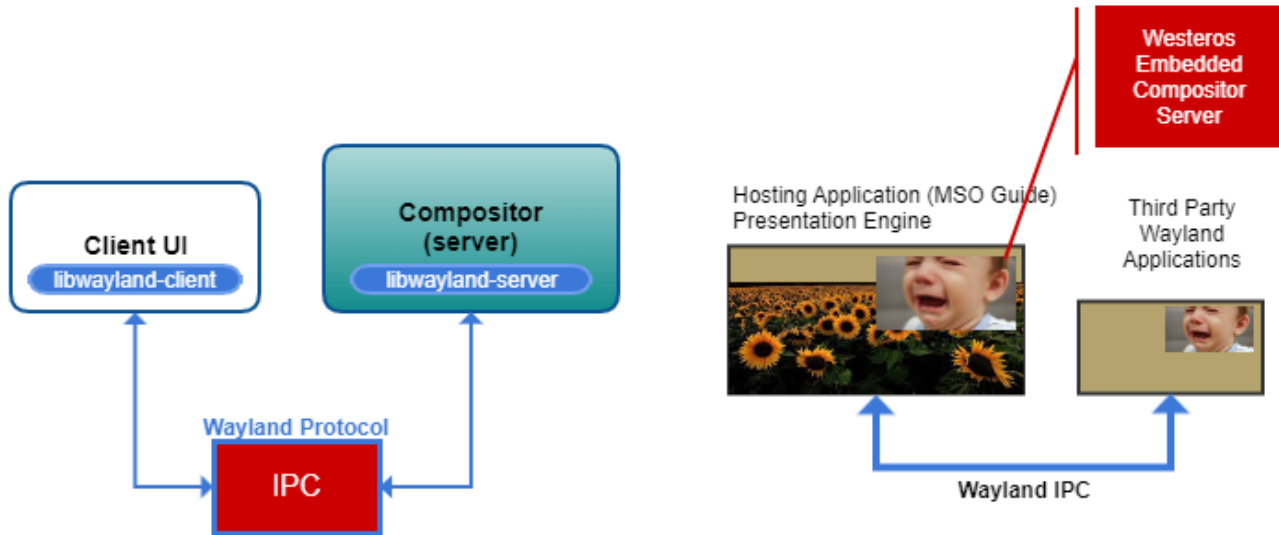 Client UI
libwayland-client
Compositor
(server)
libwayland-server
Wayland Protocol
IPC
Westeros
Embedded
Compositor
Server
Hosting Application (MSO Guide)
Presentation Engine
Third Party
Wayland
Applications
Wayland IPC